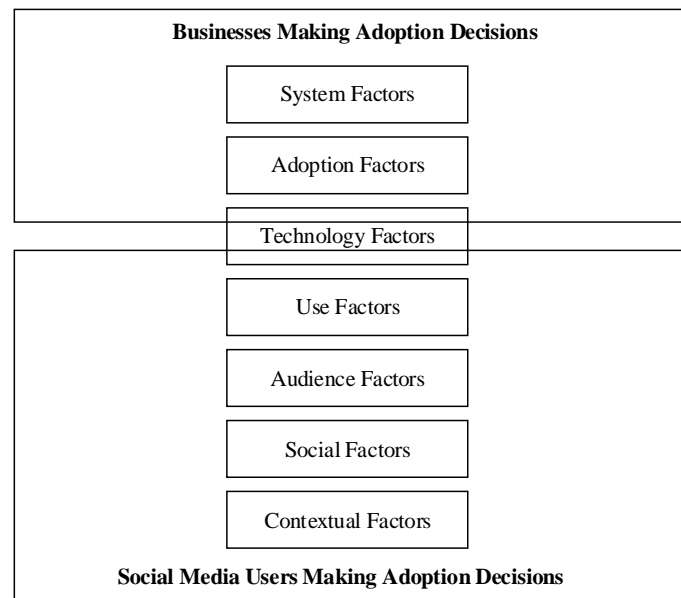 Businesses Making Adoption Decisions
System Factors
Adoption Factors
Technology Factors
Use Factors
Audience Factors
Social Factors
Contextual Factors
Social Media Users Making Adoption Decisions